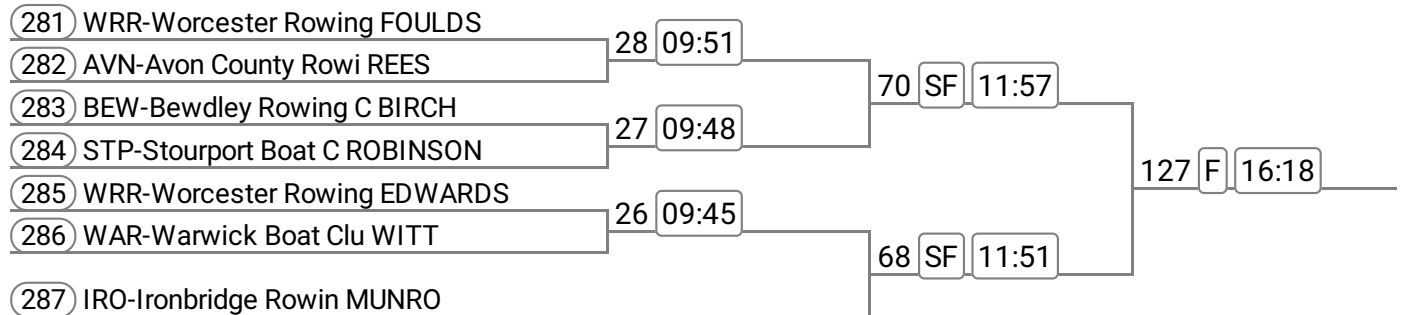 281 WRR-Worcester Rowing FOULDS
28 09:51
282 AVN-Avon County Rowi REES
70 SF 11:57
283 BEW-Bewdley Rowing C BIRCH
27 09:48
284 STP-Stourport Boat C ROBINSON
127 F 16:18
285 WRR-Worcester Rowing EDWARDS
26 09:45
286 WAR-Warwick Boat Clu WITT
68 SF 11:51
287 IRO-Ironbridge Rowin MUNRO